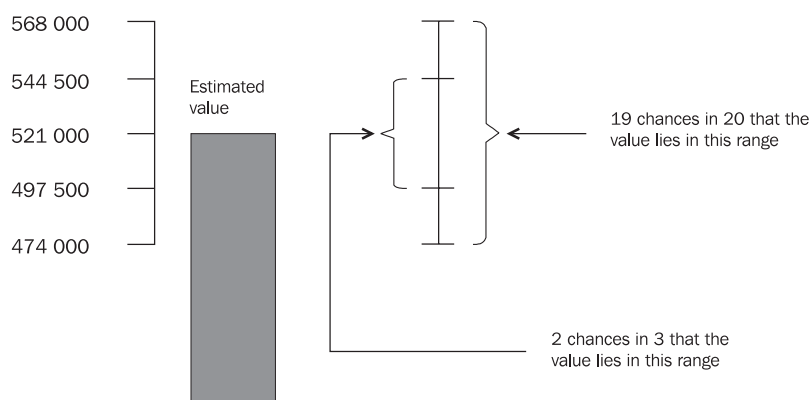 568 000
544 500
521 000
497 500
474 000
Estimated
value
19 chances in 20 that the
value lies in this range
2 chances in 3 that the
value lies in this range